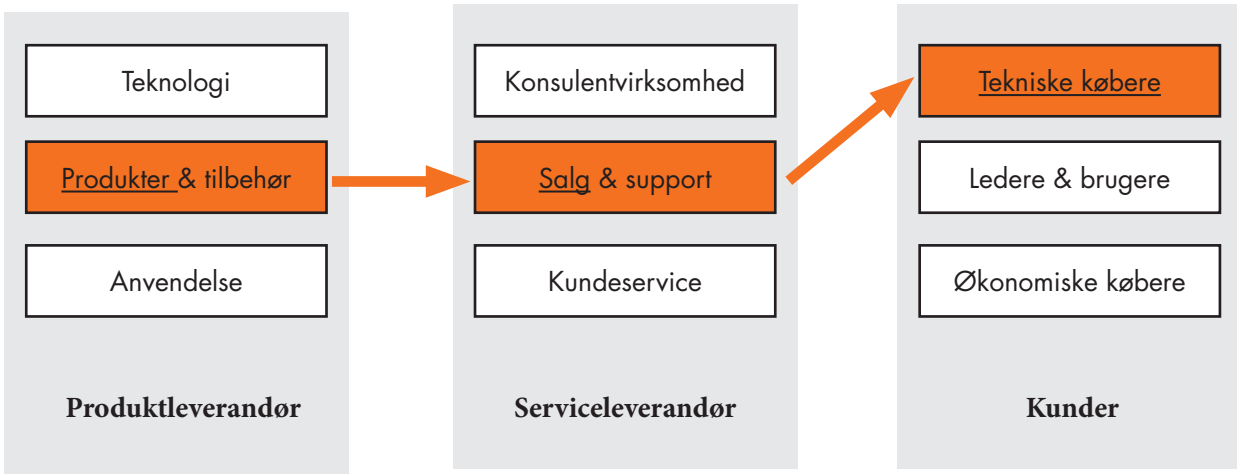 Teknologi
Produkter & tilbehør
Anvendelse
Produktleverandør
Konsulentvirksomhed
Salg & support
Kundeservice
Serviceleverandør
Tekniske købere
Ledere & brugere
Økonomiske købere
Kunder